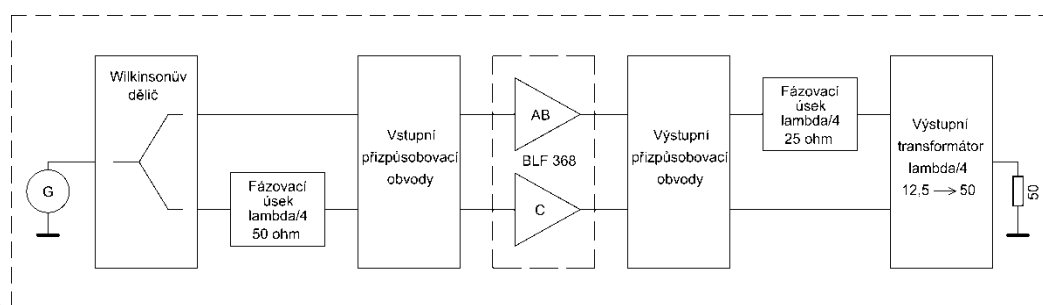 Wilkinsonův
dělič
G
Fázovací
úsek
lambda/4
50 ohm
Vstupní
přizpůsobovací
obvody
AB
BLF 368
C
Výstupní
přizpůsobovací
obvody
Fázovací
úsek
lambda/4
25 ohm
Výstupní
transformátor
lambda/4
12,5 → 50
50